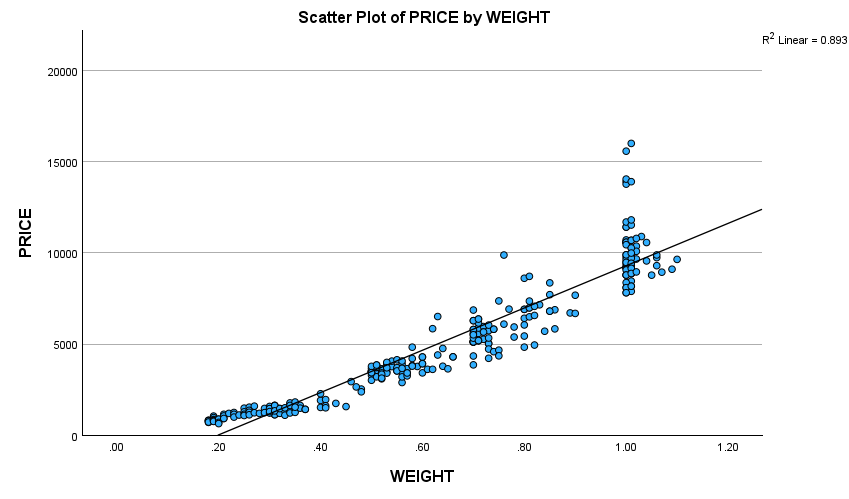 Scatter Plot of PRICE by WEIGHT
R2 Linear = 0.893
20000
15000
10000
5000
0
PRICE
.00 .20 .40 .60 .80 1.00 1.20
WEIGHT